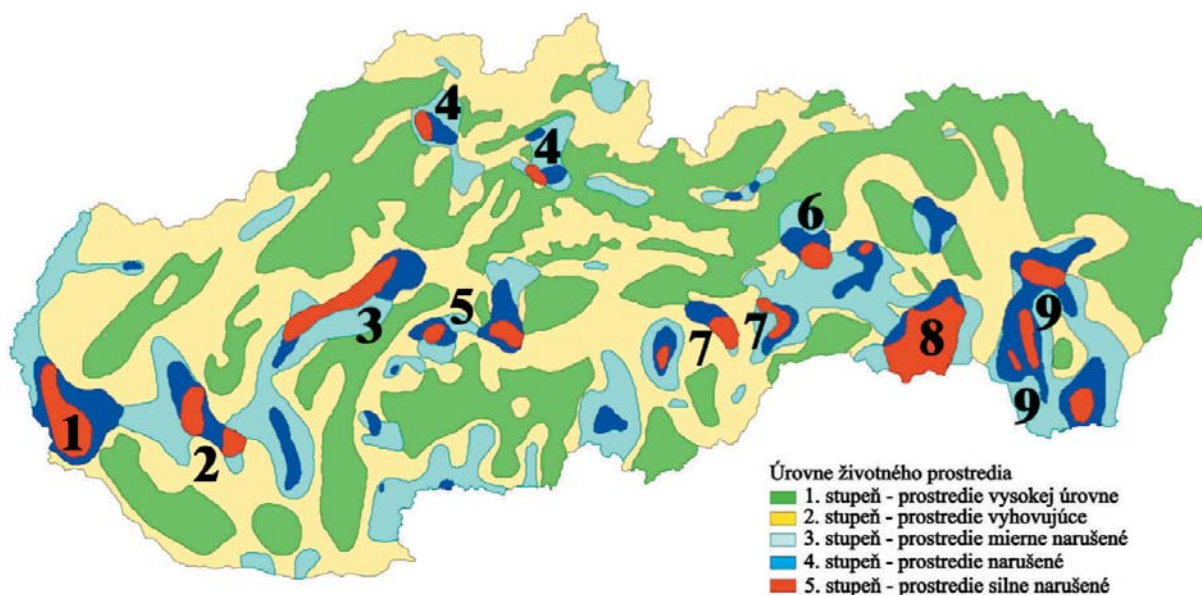 4
4
6
5
3
7
7
8
9
9
1
2
Úrovne životného prostredia
1. stupeň - prostredie vysokej úrovne
2. stupeň - prostredie vyhovujúce
3. stupeň - prostredie mierne narušené
4. stupeň - prostredie narušené
5. stupeň - prostredie silne narušené